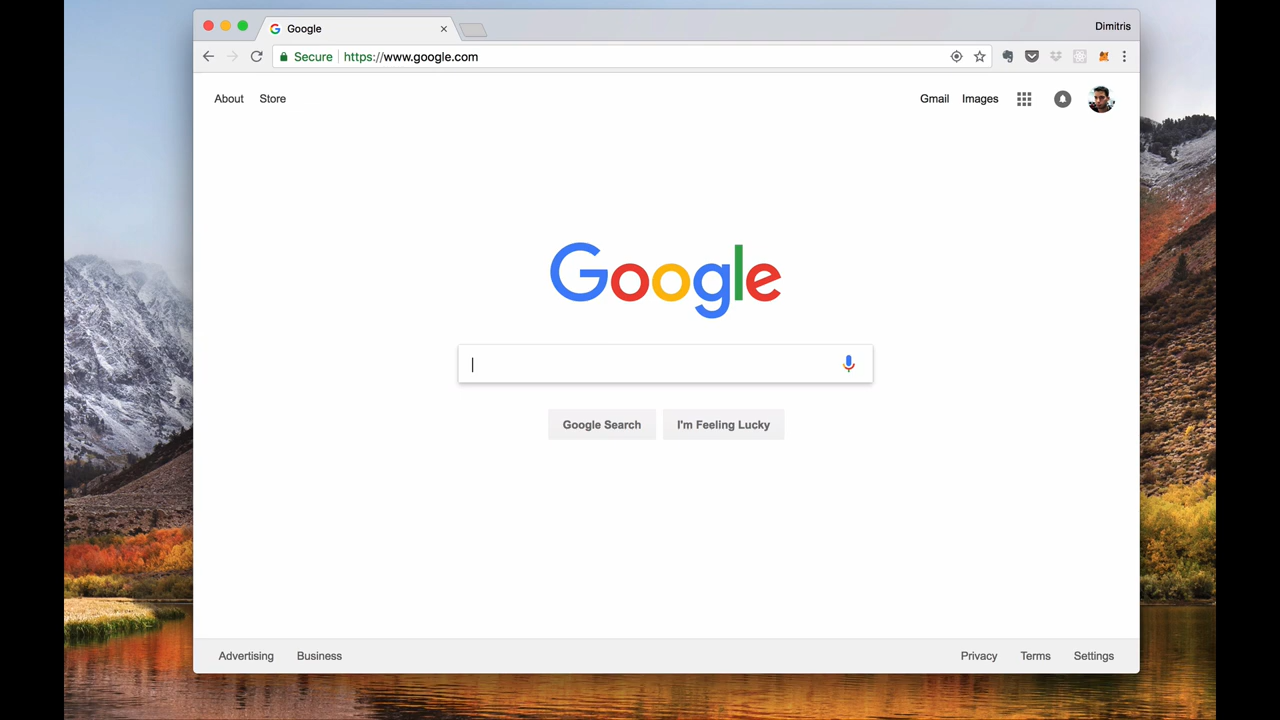 Google
Dimitris
Secure
https://www.google.com
About Store
Gmail Images
Google
Google Search I'm Feeling Lucky
Advertising Business
Privacy Terms Settings